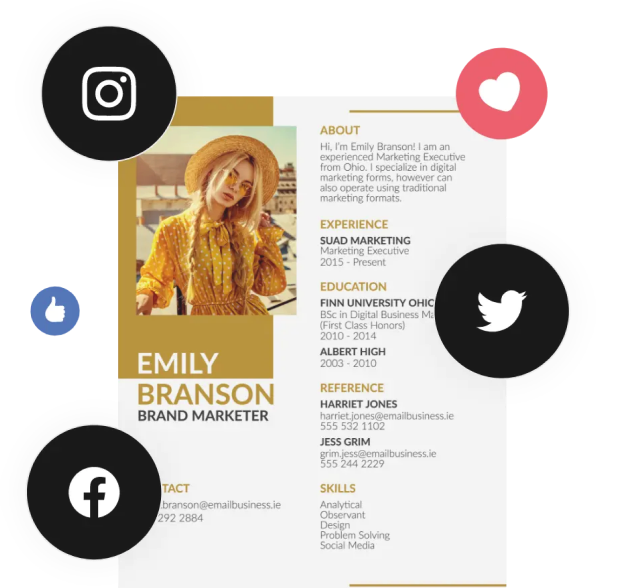 EMILY
BRANSON
BRAND MARKETER
TACT
.branson@emailbusiness.ie
292 2884
ABOUT
Hi, I'm Emily Branson! I am an
experienced Marketing Executive
from Ohio. I specialize in digital
marketing forms, however can
also operate using traditional
marketing formats.
EXPERIENCE
SUAD MARKETING
Marketing Executive
2015 - Present
EDUCATION
FINN UNIVERSITY OHIO
BSc in Digital Business Ma
(First Class Honors)
2010 - 2014
ALBERT HIGH
2003 - 2010
REFERENCE
HARRIET JONES
harriet.jones@emailbusiness.ie
555 532 1102
JESS GRIM
grim.jess@emailbusiness.ie
555 244 2229
SKILLS
Analytical
Observant
Design
Problem Solving
Social Media